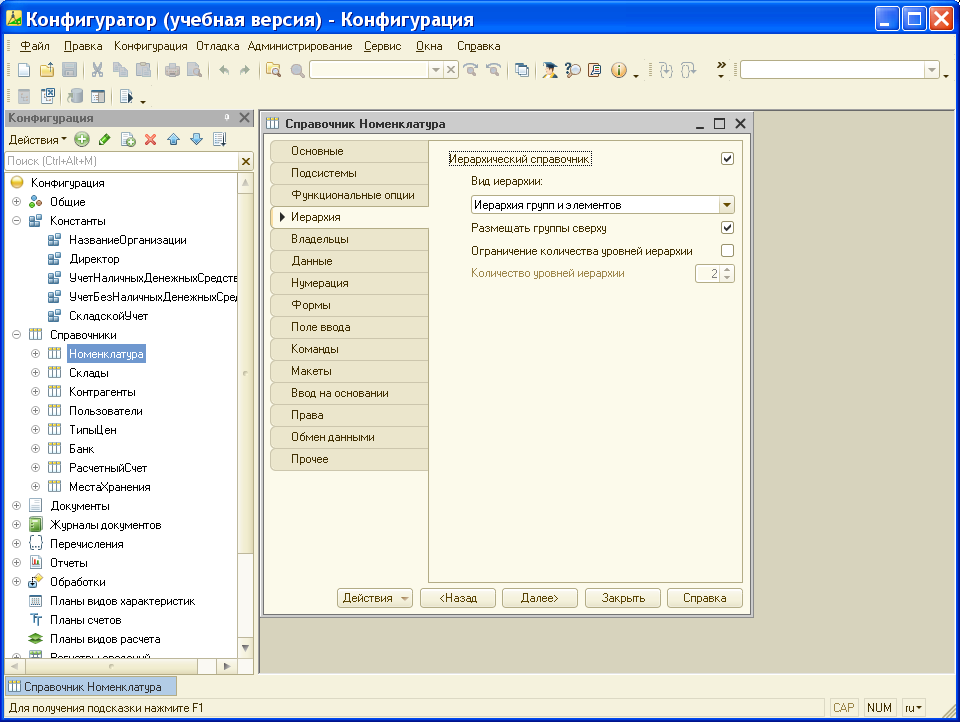 Конфигуратор (учебная версия) - Конфигурация
Файл Правка Конфигурация Отладка Администрирование Сервис Окна Справка
Конфигурация
Действия
Поиск (Ctrl+Alt+M)
Конфигурация
Общие
Константы
НазваниеОрганизации
Директор
УчетНаличныхДенежныхСредств
УчетБезНаличныхДенежныхСред
СкладскойУчет
Справочники
Номенклатура
Склады
Контрагенты
Пользователи
ТипыЦен
Банк
РасчетныйСчет
МестаХранения
Документы
Журналы документов
Перечисления
Отчеты
Обработки
Планы видов характеристик
Планы счетов
Планы видов расчета
Регистры сведений
Справочник Номенклатура
Основные
Подсистемы
Функциональные опции
Иерархия
Владельцы
Данные
Нумерация
Формы
Поле ввода
Команды
Макеты
Ввод на основании
Права
Обмен данными
Прочее
Иерархический справочник
Вид иерархии:
Иерархия групп и элементов
Размещать группы сверху
Ограничение количества уровней иерархии
Количество уровней иерархии 2
Действия <Назад Далее> Закрыть Справка
Справочник Номенклатура
Для получения подсказки нажмите F1 CAP NUM ru